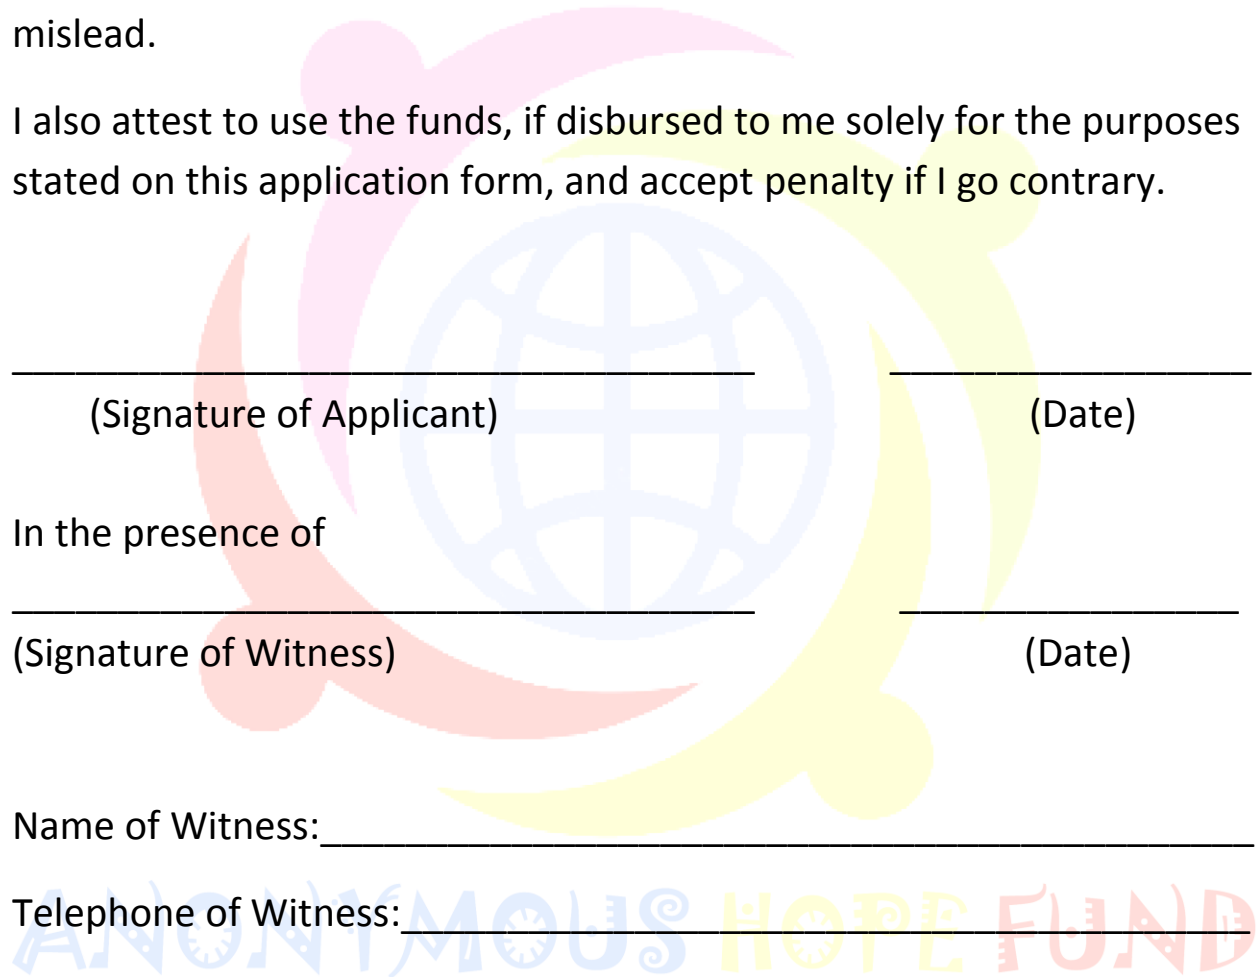 mislead.
I also attest to use the funds, if disbursed to me solely for the purposes
stated on this application form, and accept penalty if I go contrary.
(Signature of Applicant) (Date)
In the presence of
(Signature of Witness) (Date)
Name of Witness:
Telephone of Witness:
ANONYMOUS HOPE FUND